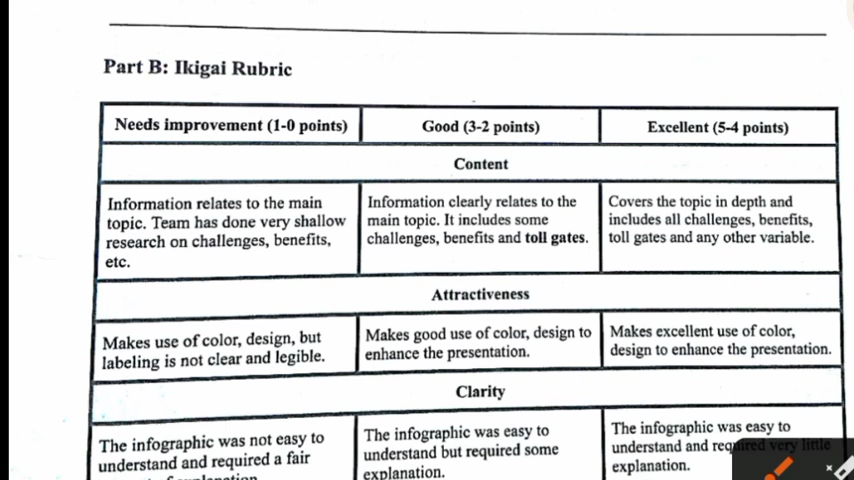 Part B: Ikigai Rubric
Needs improvement (1-0 points)
Good (3-2 points)
Excellent (5-4 points)
Content
Information relates to the main
topic. Team has done very shallow
research on challenges, benefits,
etc.
Information clearly relates to the
main topic. It includes some
challenges, benefits and toll gates.
Covers the topic in depth and
includes all challenges, benefits,
toll gates and any other variable.
Attractiveness
Makes use of color, design, but
labeling is not clear and legible.
Makes good use of color, design to
enhance the presentation.
Makes excellent use of color,
design to enhance the presentation.
Clarity
The infographic was not easy to
understand and required a fair
The infographic was easy to
understand but required some
explanation.
The infographic was easy to
understand and required very little
explanation.